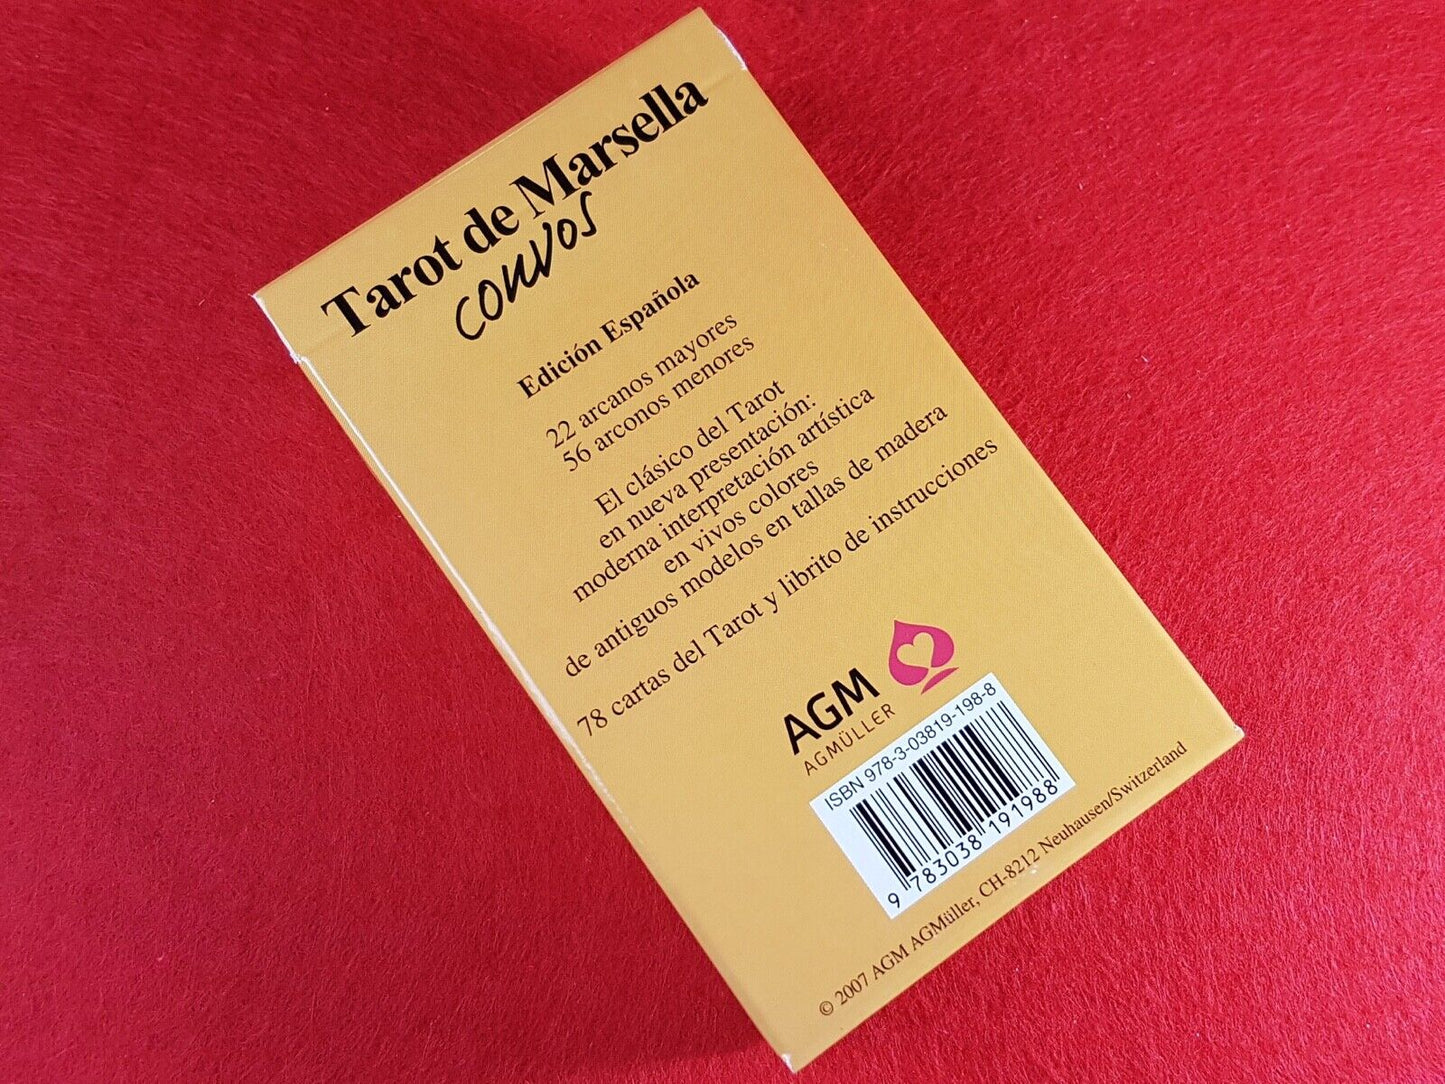 Tarot de Marsella
CONVOS
Edición Española
22 arcanos mayores
56 arconos menores
El clásico del Tarot
en nueva presentación:
moderna interpretación artística
en vivos colores
de antiguos modelos en tallas de madera
78 cartas del Tarot y librito de instrucciones
AGM
AGMÜLLER
ISBN 978-3-03819-198-8
9 783038 191988
© 2007 AGM AGMüller, CH-8212 Neuhausen/Switzerland